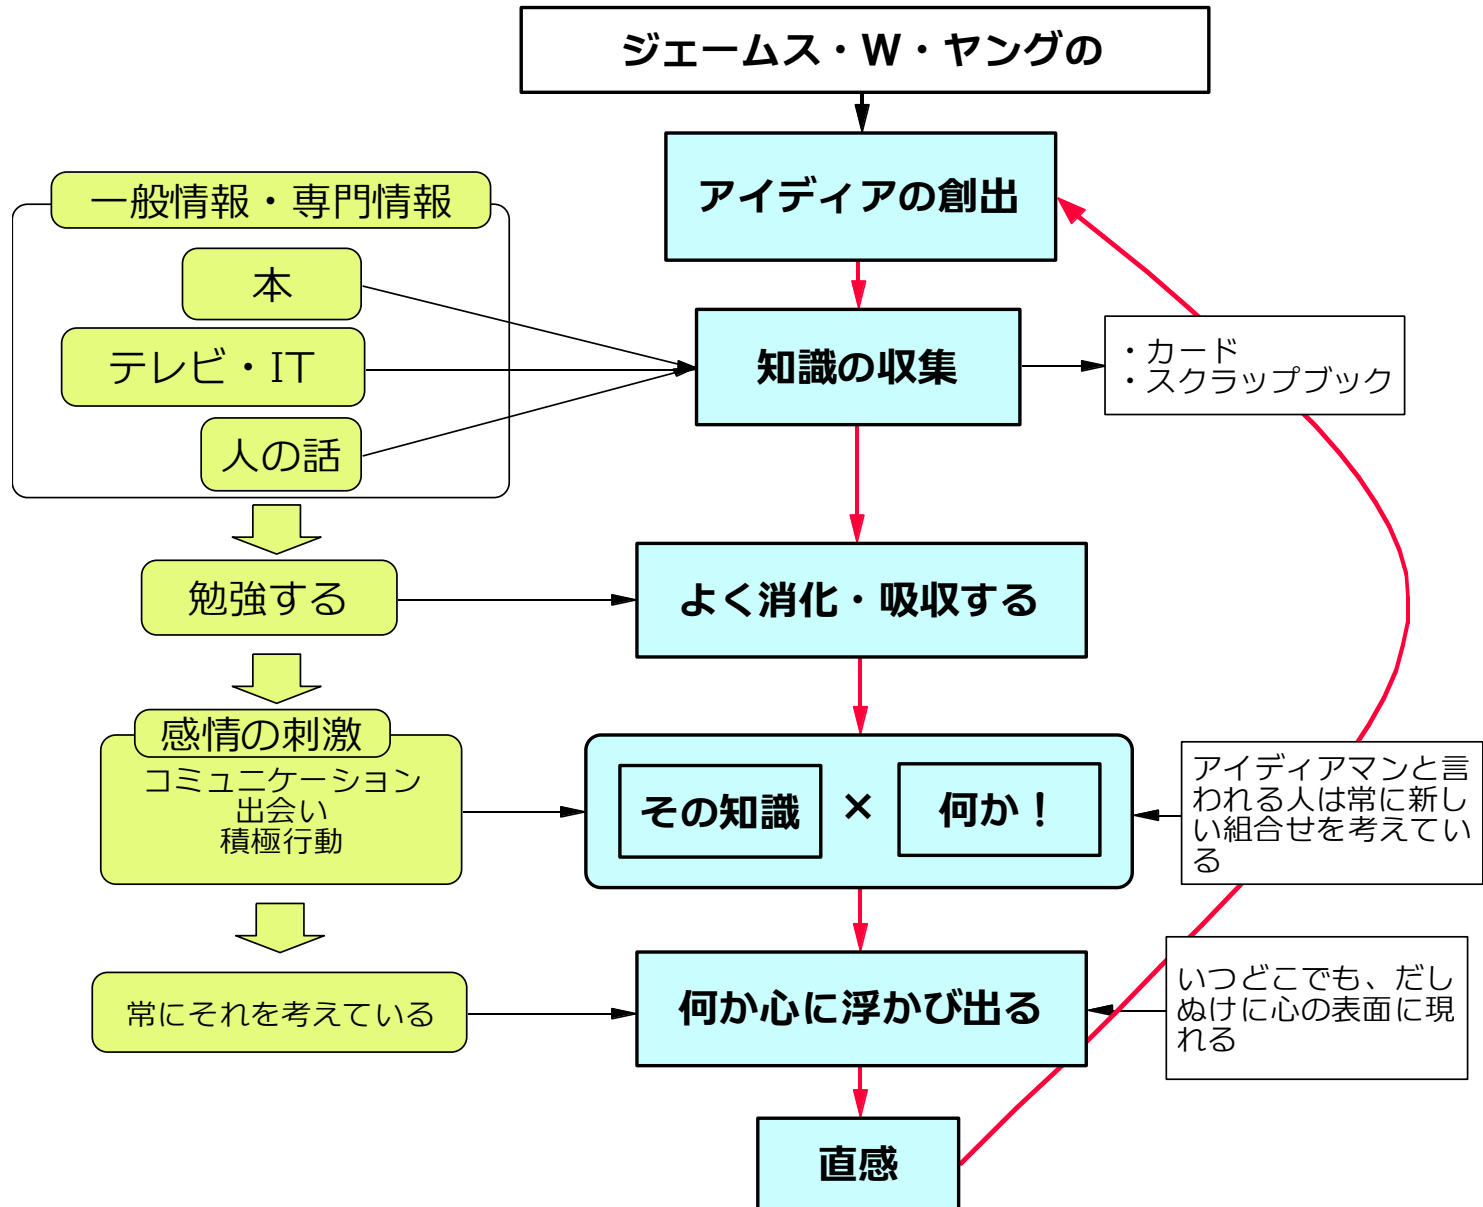 ジェームス・W・ヤングの
アイディアの創出
一般情報・専門情報
本
テレビ・IT
人の話
知識の収集
・カード
・スクラップブック
勉強する
よく消化・吸収する
感情の刺激
コミュニケーション
出会い
積極行動
その知識
×
何か！
アイディアマンと言
われる人は常に新し
い組合せを考えてい
る
常にそれを考えている
何か心に浮かび出る
いつどこでも、だし
ぬけに心の表面に現
れる
直感